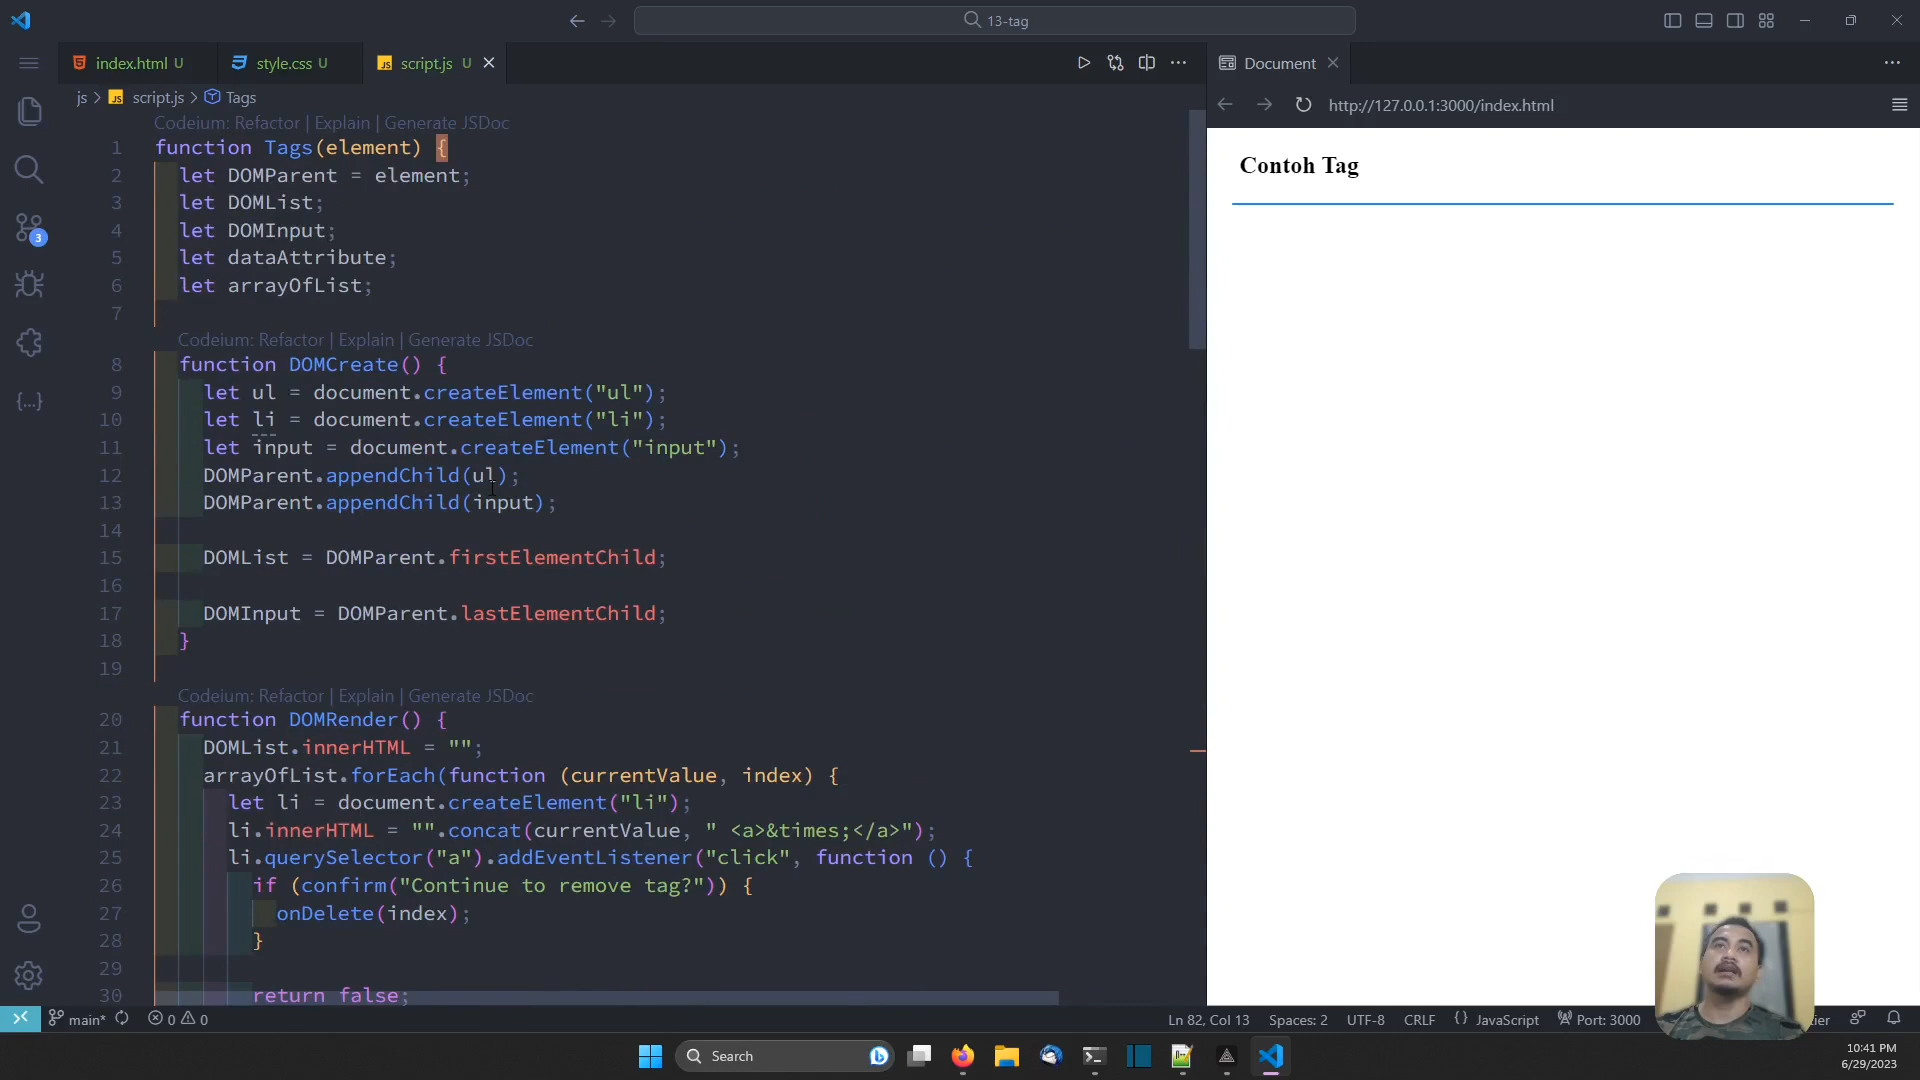 13-tag
index.html U
style.css U
script.js U
Document
js > script.js > Tags
http://127.0.0.1:3000/index.html
Codeium: Refactor | Explain | Generate JSDoc
1 function Tags(element) {
2 let DOMParent = element;
3 let DOMList;
4 let DOMInput;
5 let dataAttribute;
6 let arrayOfList;
7
Codeium: Refactor | Explain | Generate JSDoc
8 function DOMCreate() {
9 let ul = document.createElement("ul");
10 let li = document.createElement("li");
11 let input = document.createElement("input");
12 DOMParent.appendChild(ul);
13 DOMParent.appendChild(input);
14
15 DOMList = DOMParent.firstElementChild;
16
17 DOMInput = DOMParent.lastElementChild;
18 }
19
Codeium: Refactor | Explain | Generate JSDoc
20 function DOMRender() {
21 DOMList.innerHTML = "";
22 arrayOfList.forEach(function (currentValue, index) {
23 let li = document.createElement("li");
24 li.innerHTML = "".concat(currentValue, " <a>&times;</a>");
25 li.querySelector("a").addEventListener("click", function () {
26 if (confirm("Continue to remove tag?")) {
27 onDelete(index);
28 }
29
30 return false;
Contoh Tag
3
main* 0 0
Ln 82, Col 13 Spaces: 2 UTF-8 CRLF {} JavaScript Port: 3000
Search
10:41 PM
6/29/2023